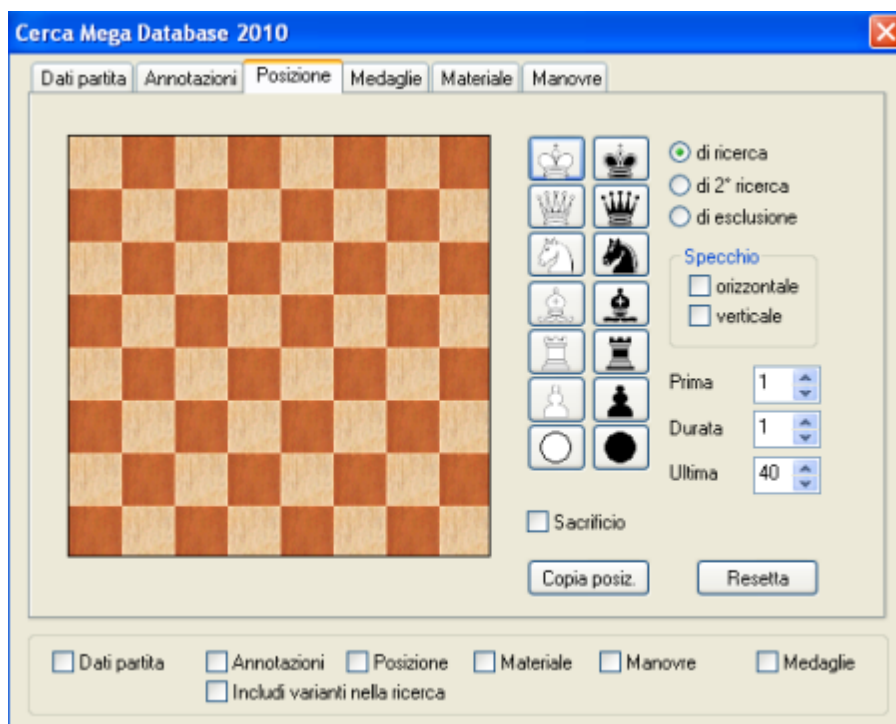 Cerca Mega Database 2010
Dati partita Annotazioni Posizione Medaglie Materiale Manovre
di ricerca
di 2° ricerca
di esclusione
Specchio
orizzontale
verticale
Prima 1
Durata 1
Ultima 40
Sacrificio
Copia posiz. Resetta
Dati partita Annotazioni Posizione Materiale Manovre Medaglie
Includi varianti nella ricerca